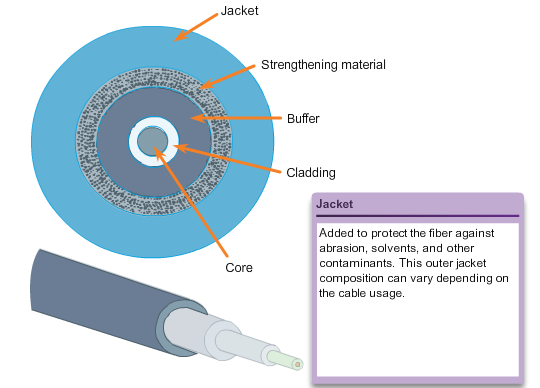 Jacket
Strengthening material
Buffer
Cladding
Core
Jacket
Added to protect the fiber against
abrasion, solvents, and other
contaminants. This outer jacket
composition can vary depending on
the cable usage.